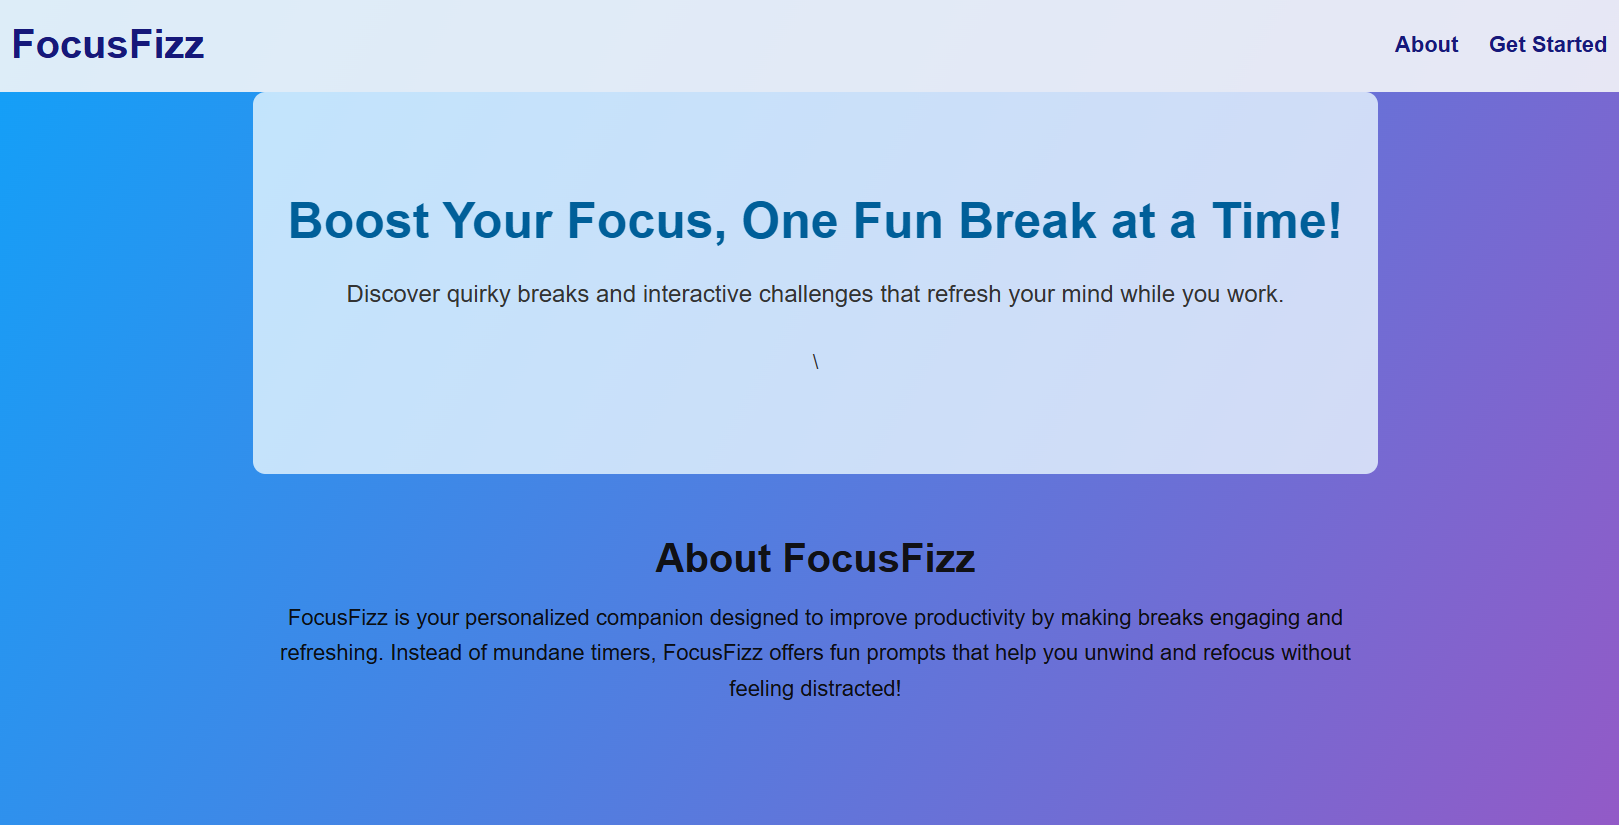 FocusFizz
About Get Started
Boost Your Focus, One Fun Break at a Time!
Discover quirky breaks and interactive challenges that refresh your mind while you work.
\
About FocusFizz
FocusFizz is your personalized companion designed to improve productivity by making breaks engaging and
refreshing. Instead of mundane timers, FocusFizz offers fun prompts that help you unwind and refocus without
feeling distracted!